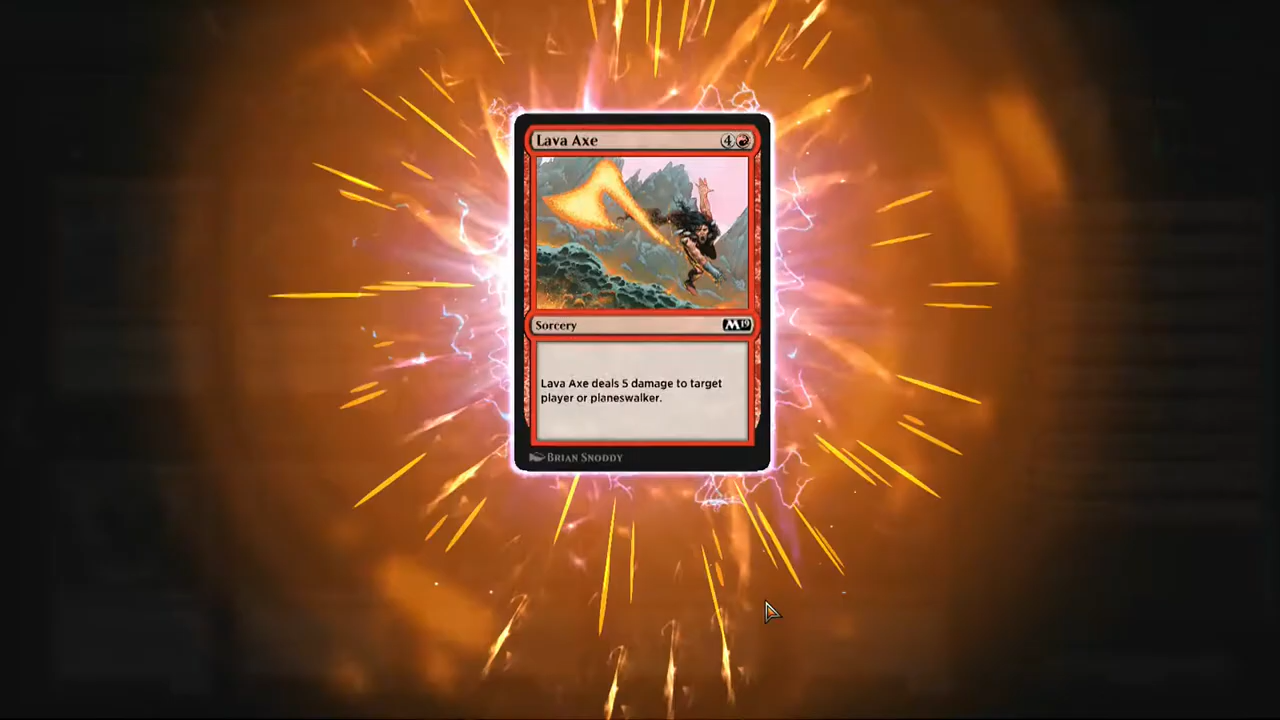 Lava Axe 4
Sorcery M19
Lava Axe deals 5 damage to target
player or planeswalker.
BRIAN SNODDY